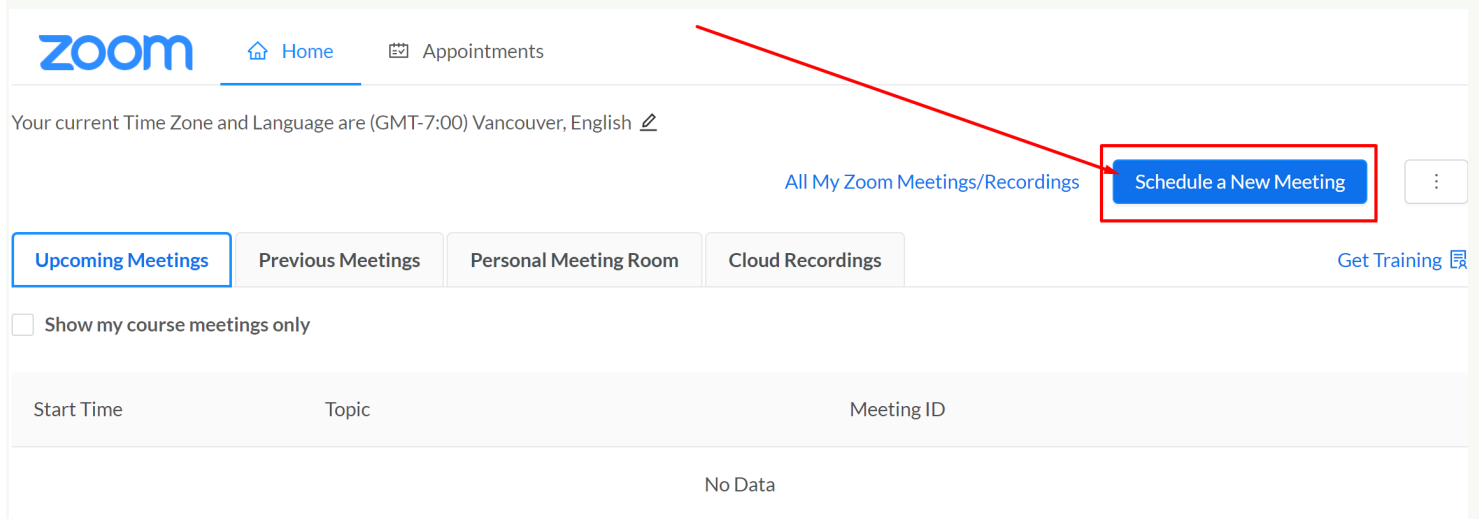 zoom Home Appointments
Your current Time Zone and Language are (GMT-7:00) Vancouver, English
All My Zoom Meetings/Recordings Schedule a New Meeting
Upcoming Meetings Previous Meetings Personal Meeting Room Cloud Recordings Get Training
Show my course meetings only
Start Time Topic Meeting ID
No Data